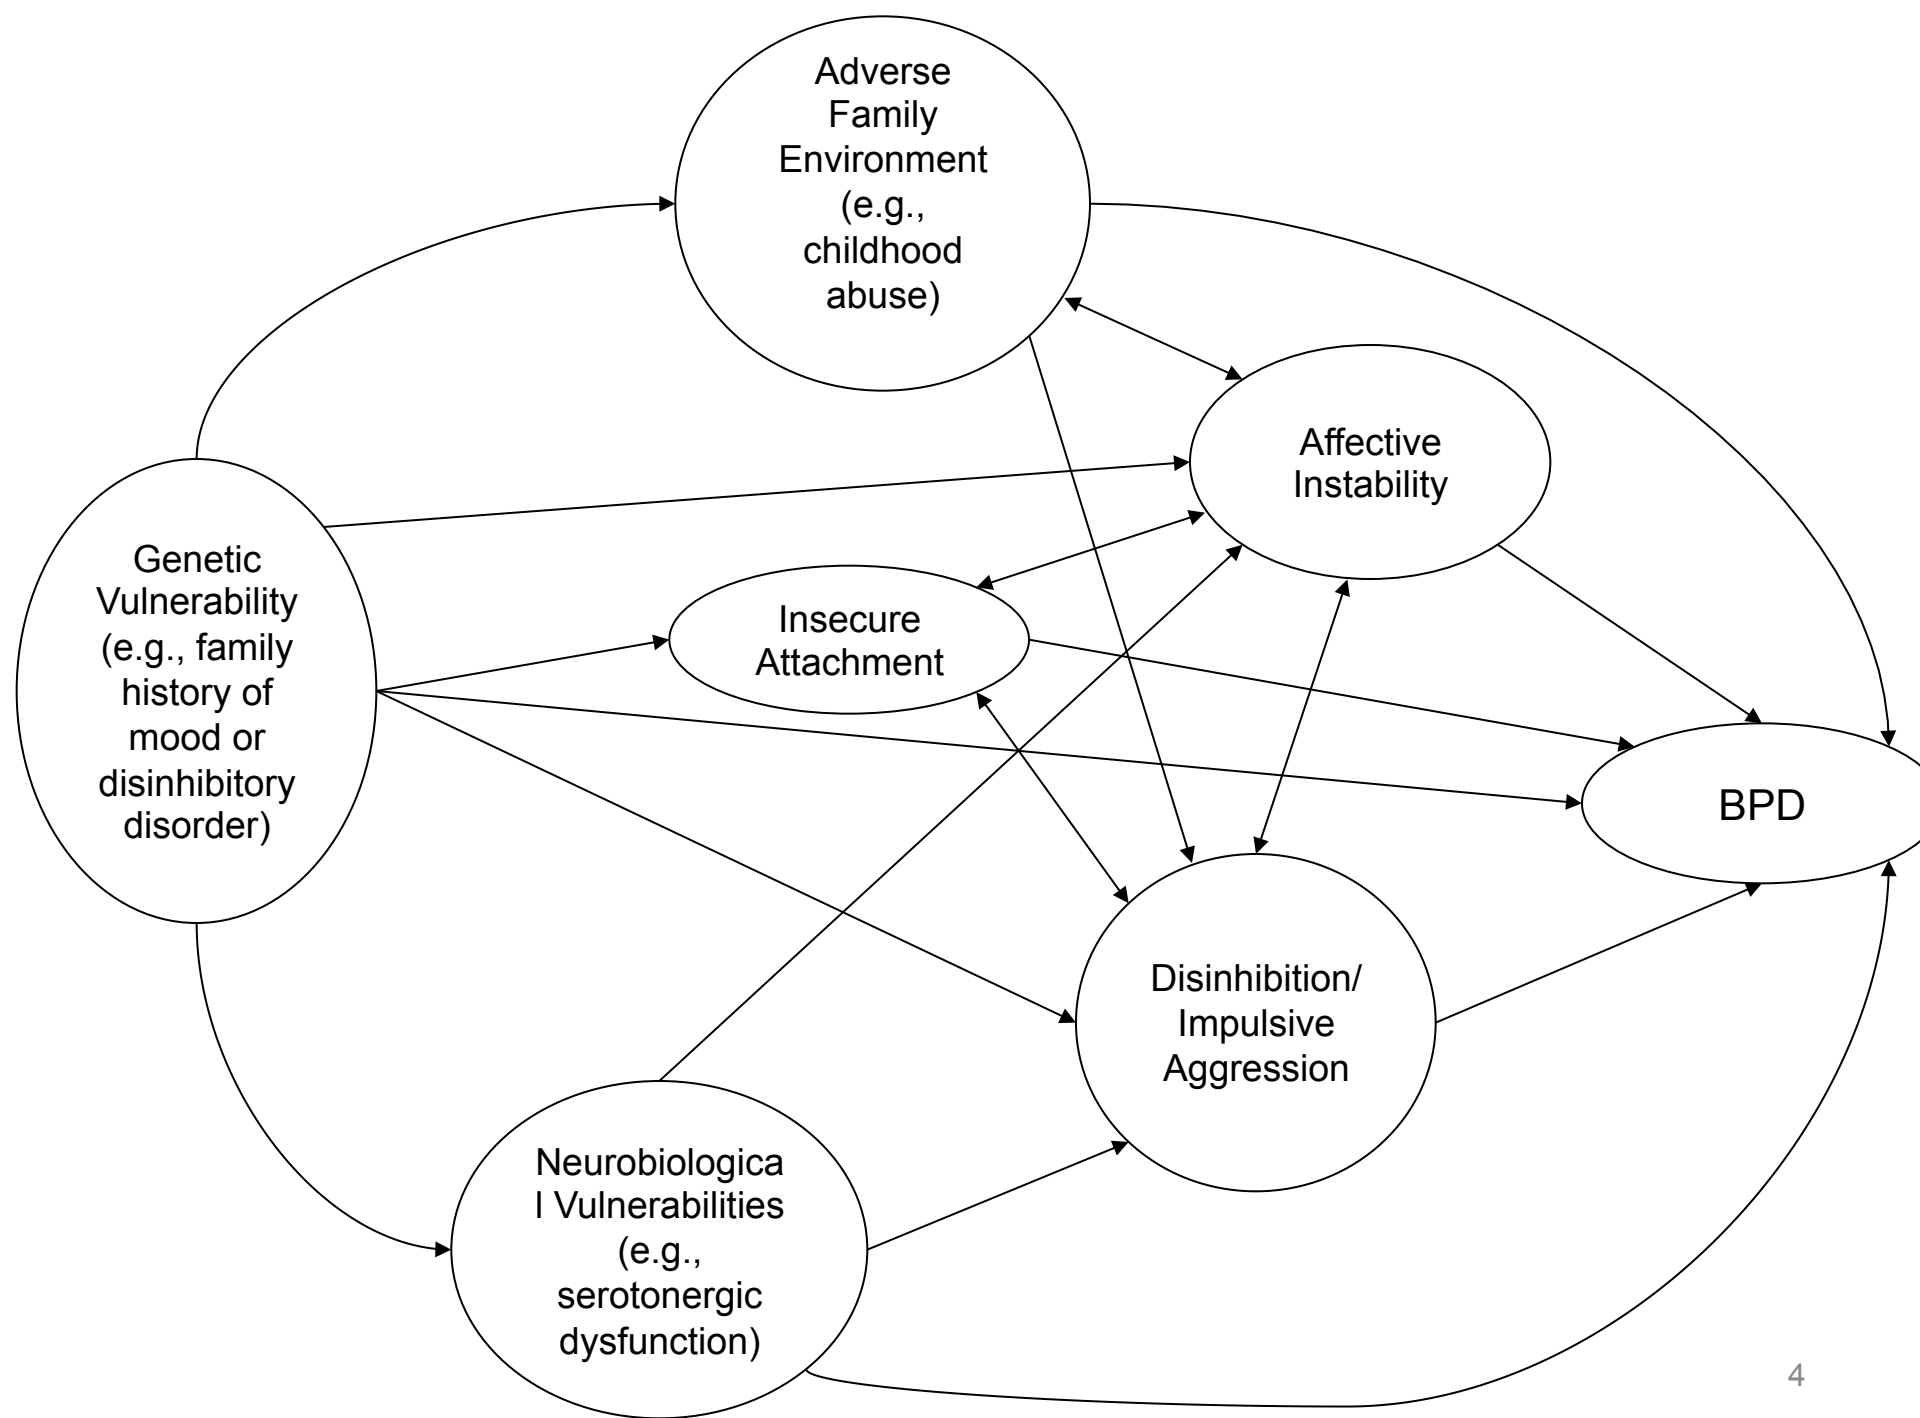 Adverse
Family
Environment
(e.g.,
childhood
abuse)
Affective
Instability
Genetic
Vulnerability
(e.g., family
history of
mood or
disinhibitory
disorder)
Insecure
Attachment
BPD
Disinhibition/
Impulsive
Aggression
Neurobiologica
l Vulnerabilities
(e.g.,
serotonergic
dysfunction)
4